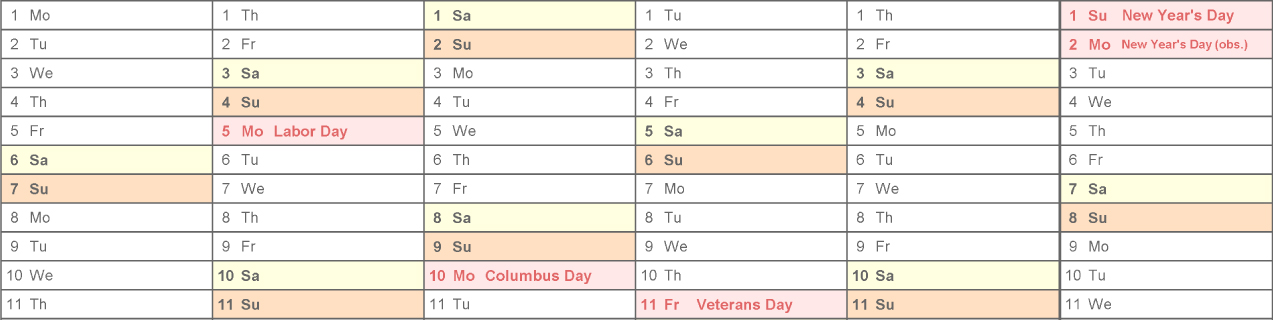 1 Mo 1 Th 1 Sa 1 Tu 1 Th 1 Su New Year's Day
2 Tu 2 Fr 2 Su 2 We 2 Fr 2 Mo New Year's Day (obs.)
3 We 3 Sa 3 Mo 3 Th 3 Sa 3 Tu
4 Th 4 Su 4 Tu 4 Fr 4 Su 4 We
5 Fr 5 Mo Labor Day 5 We 5 Sa 5 Mo 5 Th
6 Sa 6 Tu 6 Th 6 Su 6 Tu 6 Fr
7 Su 7 We 7 Fr 7 Mo 7 We 7 Sa
8 Mo 8 Th 8 Sa 8 Tu 8 Th 8 Su
9 Tu 9 Fr 9 Su 9 We 9 Fr 9 Mo
10 We 10 Sa 10 Mo Columbus Day 10 Th 10 Sa 10 Tu
11 Th 11 Su 11 Tu 11 Fr Veterans Day 11 Su 11 We